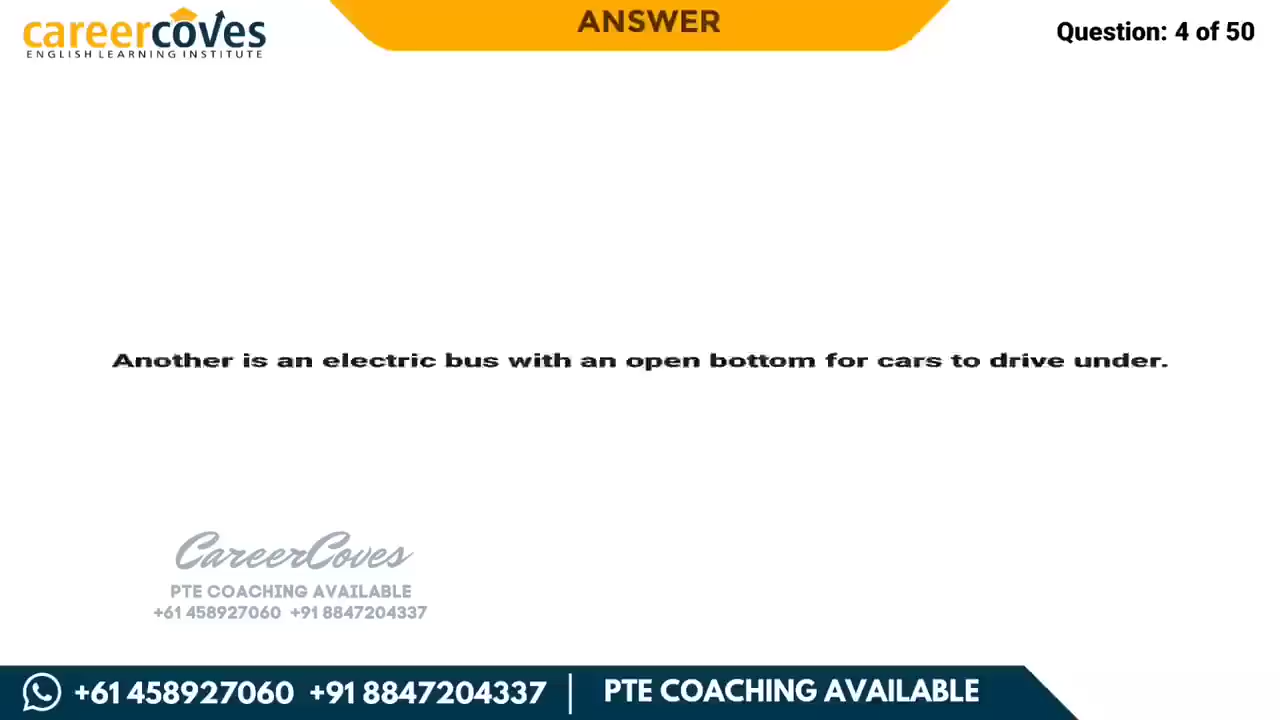 careercoves
ENGLISH LEARNING INSTITUTE
ANSWER
Question: 4 of 50
Another is an electric bus with an open bottom for cars to drive under.
CareerCoves
PTE COACHING AVAILABLE
+61 458927060 +91 8847204337
+61 458927060 +91 8847204337 | PTE COACHING AVAILABLE